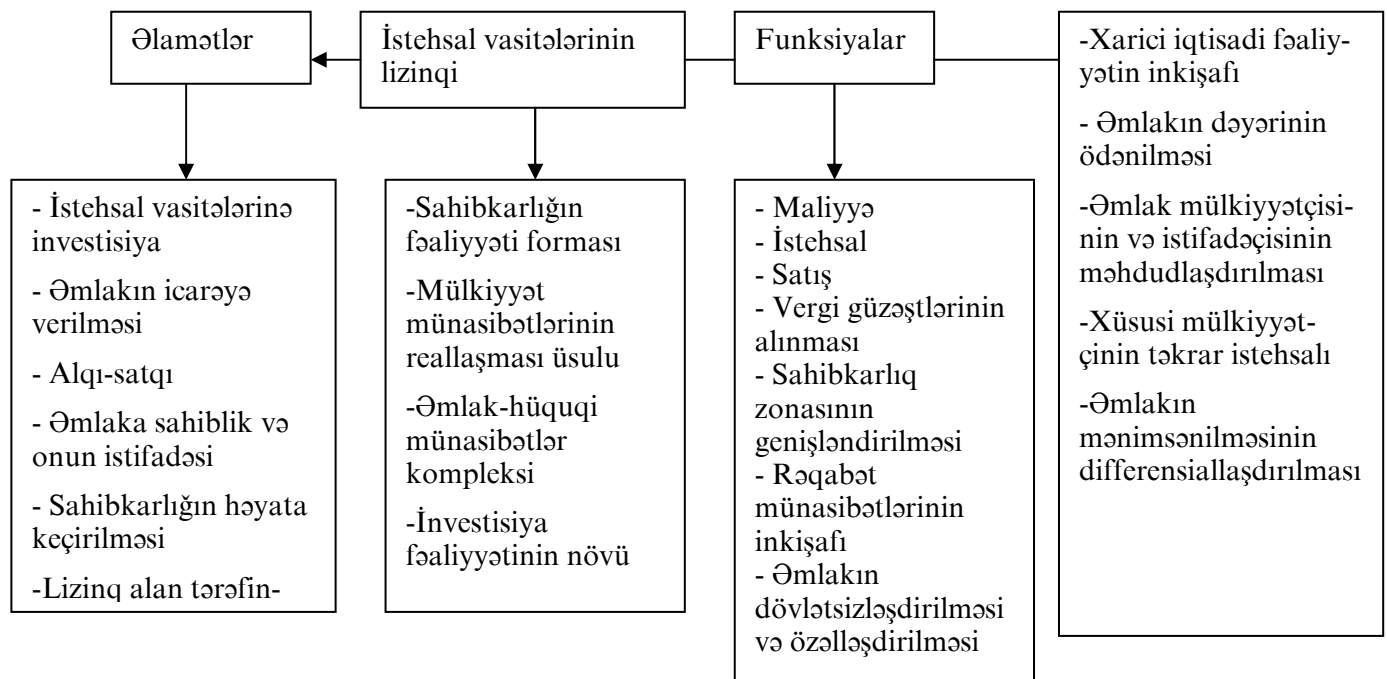 Əlamətlər
İstehsal vasitələrinin
lizinqi
Funksiyalar
- İstehsal vasitələrinə
investisiya
- Əmlakın icarəyə
verilməsi
- Alqı-satqı
- Əmlaka sahiblik və
onun istifadəsi
- Sahibkarlığın həyata
keçirilməsi
-Lizinq alan tərəfin-
-Sahibkarlığın
fəaliyyəti forması
-Mülkiyyət
münasibətlərinin
reallaşması üsulu
-Əmlak-hüquqi
münasibətlər
kompleksi
-İnvestisiya
fəaliyyətinin növü
- Maliyyə
- İstehsal
- Satış
- Vergi güzəştlərinin
alınması
- Sahibkarlıq
zonasının
genişləndirilməsi
- Rəqabət
münasibətlərinin
inkişafı
- Əmlakın
dövlətsizləşdirilməsi
və özəlləşdirilməsi
-Xarici iqtisadi fəaliy-
yətin inkişafı
- Əmlakın dəyərinin
ödənilməsi
-Əmlak mülkiyyətçisi-
nin və istifadəçisinin
məhdudlaşdırılması
-Xüsusi mülkiyyət-
çinin təkrar istehsalı
-Əmlakın
mənimsənilməsinin
differensiallaşdırılması